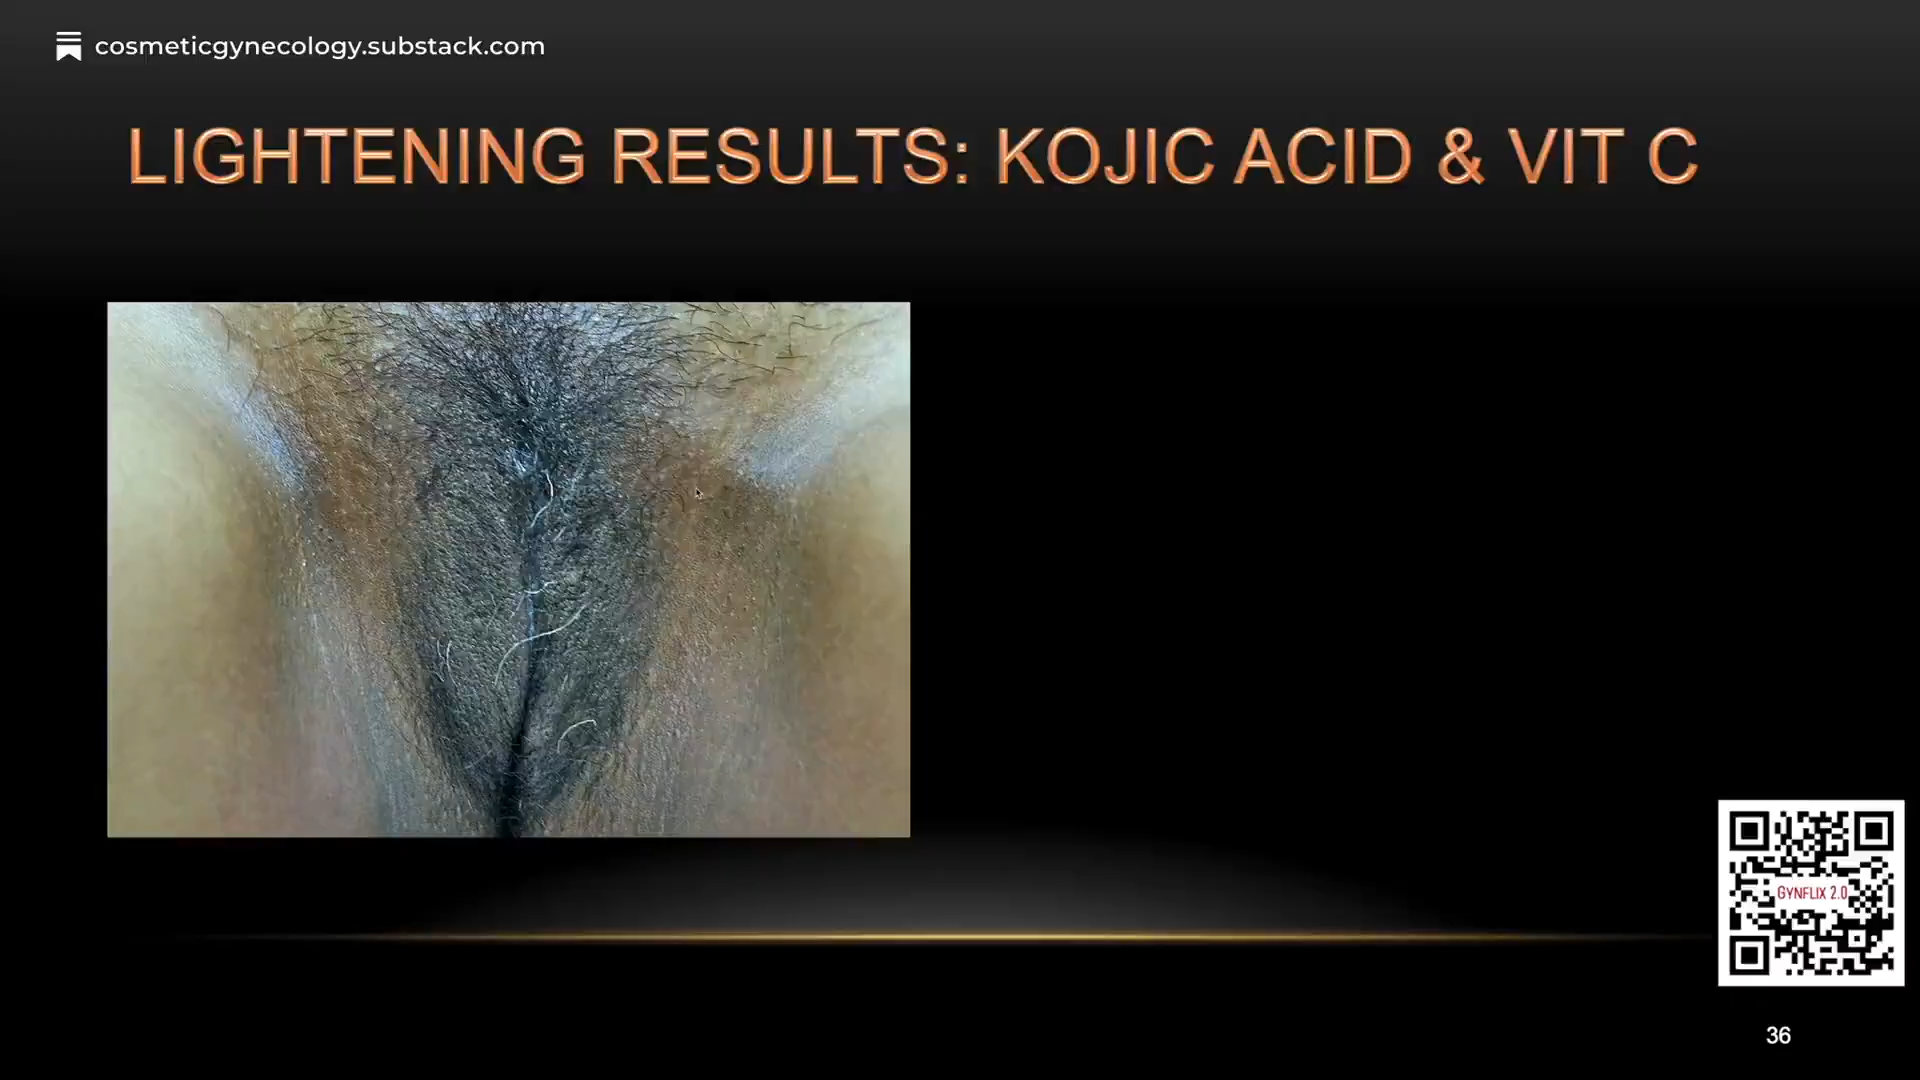 cosmeticgynecology.substack.com
LIGHTENING RESULTS: KOJIC ACID & VIT C
GYNFLIX 2.0
36